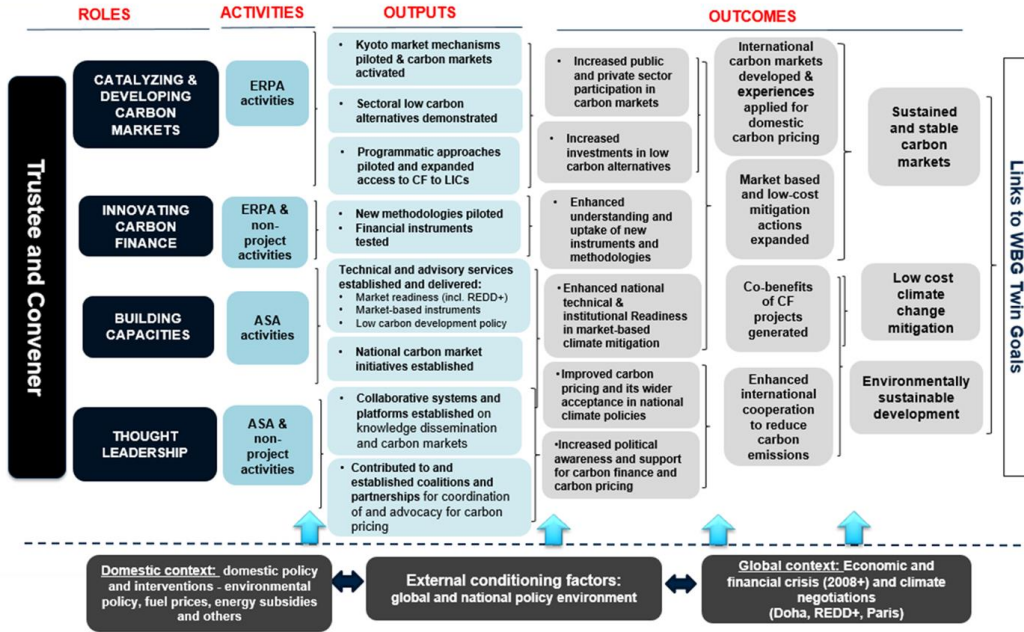 ROLES
ACTIVITIES
OUTPUTS
OUTCOMES
Trustee and Convener
CATALYZING &
DEVELOPING
CARBON
MARKETS
INNOVATING
CARBON
FINANCE
BUILDING
CAPACITIES
THOUGHT
LEADERSHIP
ERPA
activities
ERPA &
non-
project
activities
ASA
activities
ASA &
non-
project
activities
• Kyoto market mechanisms
piloted & carbon markets
activated
• Sectoral low carbon
alternatives demonstrated
• Programmatic approaches
piloted and expanded
access to CF to LICs
• New methodologies piloted
• Financial instruments
tested
Technical and advisory services
established and delivered:
• Market readiness (incl. REDD+)
• Market-based instruments
• Low carbon development policy
• National carbon market
initiatives established
• Collaborative systems and
platforms established on
knowledge dissemination
and carbon markets
• Contributed to and
established coalitions and
partnerships for coordination
of and advocacy for carbon
pricing
• Increased public
and private sector
participation in
carbon markets
• Increased
investments in low
carbon alternatives
• Enhanced
understanding and
uptake of new
instruments and
methodologies
•Enhanced national
technical &
institutional Readiness
in market-based
climate mitigation
•Improved carbon
pricing and its wider
acceptance in national
climate policies
•Increased political
awareness and support
for carbon finance and
carbon pricing
International
carbon markets
developed &
experiences
applied for
domestic
carbon pricing
Market based
and low-cost
mitigation
actions
expanded
Co-benefits
of CF
projects
generated
Enhanced
international
cooperation
to reduce
carbon
emissions
Sustained
and stable
carbon
markets
Low cost
climate
change
mitigation
Environmentally
sustainable
development
Links to WBG Twin Goals
Domestic context: domestic
policy and interventions -
environmental policy, fuel
prices, energy subsidies
and others
External conditioning factors:
global and national policy
environment
Global context: Economic and
financial crisis (2008+) and climate
negotiations
(Doha, REDD+, Paris)